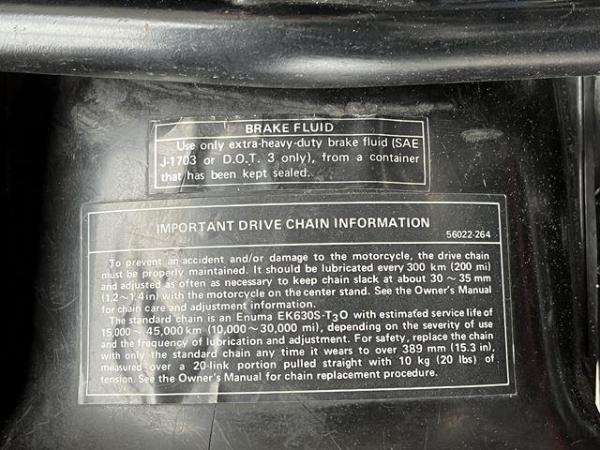 BRAKE FLUID
Use only extra-heavy-duty brake fluid (SAE
J-1703 or D.O.T. 3 only), from a container
that has been kept sealed.
IMPORTANT DRIVE CHAIN INFORMATION
56022-264
To prevent an accident and/or damage to the motorcycle, the drive chain
must be properly maintained. It should be lubricated every 300 km (200 mi)
and adjusted as often as necessary to keep chain slack at about 30 ~ 35 mm
(1.2~1.4 in) with the motorcycle on the center stand. See the Owner's Manual
for chain care and adjustment information.
The standard chain is an Enuma EK630S-T2O with estimated service life of
15,000 ~ 45,000 km (10,000 ~ 30,000 mi), depending on the severity of use
and the frequency of lubrication and adjustment. For safety, replace the chain
with only the standard chain any time it wears to over 389 mm (15.3 in),
measured over a 20-link portion pulled straight with 10 kg (20 lbs) of
tension. See the Owner's Manual for chain replacement procedure.